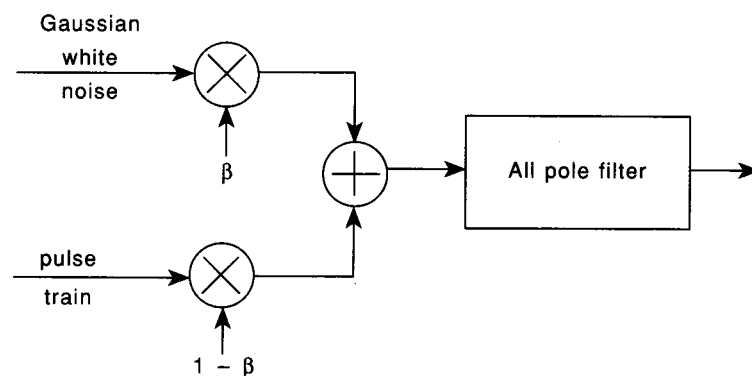 Gaussian
white
noise
β
All pole filter
pulse
train
1 – β